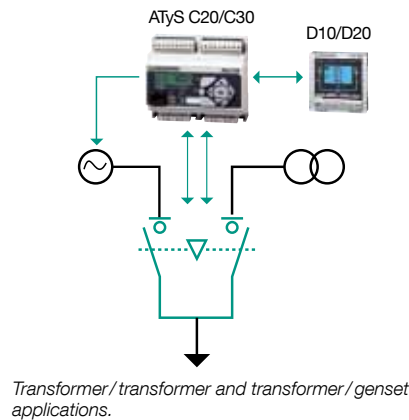 ATyS C20/C30
D10/D20
Transformer/transformer and transformer/genset
applications.